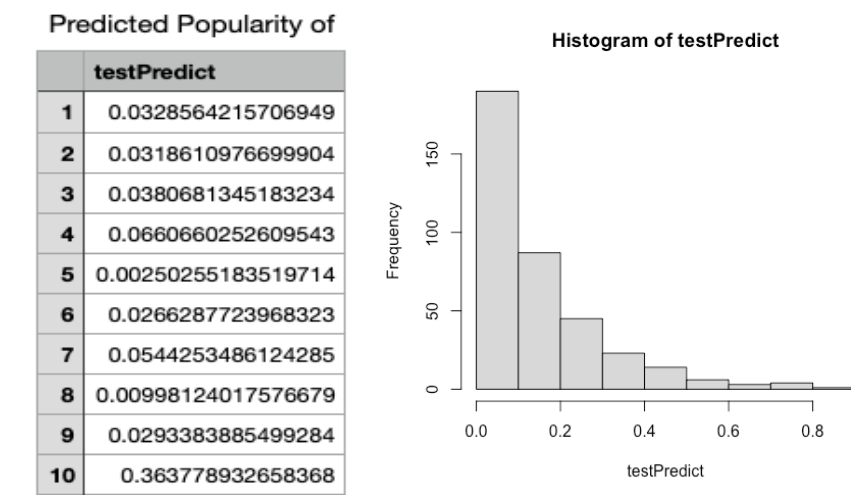 Predicted Popularity of
testPredict
1 0.0328564215706949
2 0.0318610976699904
3 0.0380681345183234
4 0.0660660252609543
5 0.00250255183519714
6 0.0266287723968323
7 0.0544253486124285
8 0.00998124017576679
9 0.0293383885499284
10 0.363778932658368
Histogram of testPredict
Frequency
150
100
50
0
0.0 0.2 0.4 0.6 0.8
testPredict